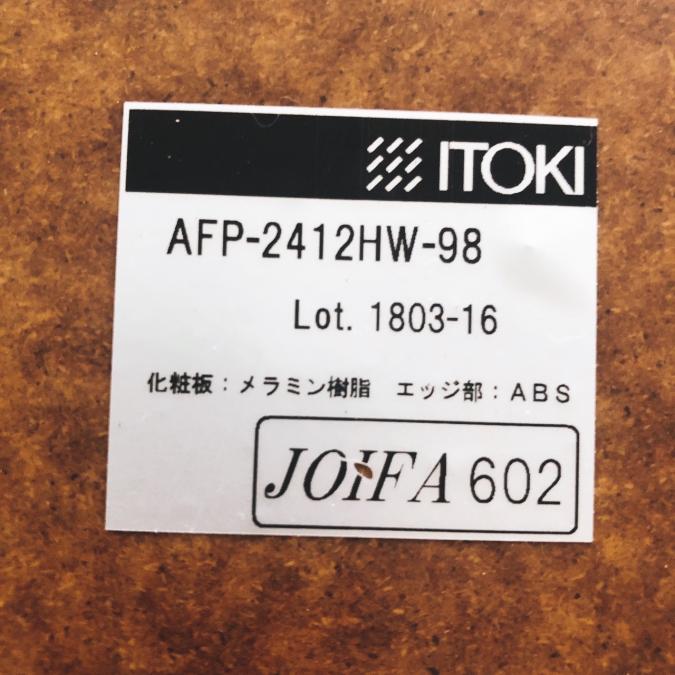 ITOKI
AFP-2412HW-98
Lot. 1803-16
化粧板：メラミン樹脂　エッジ部：ABS
JOIFA 602